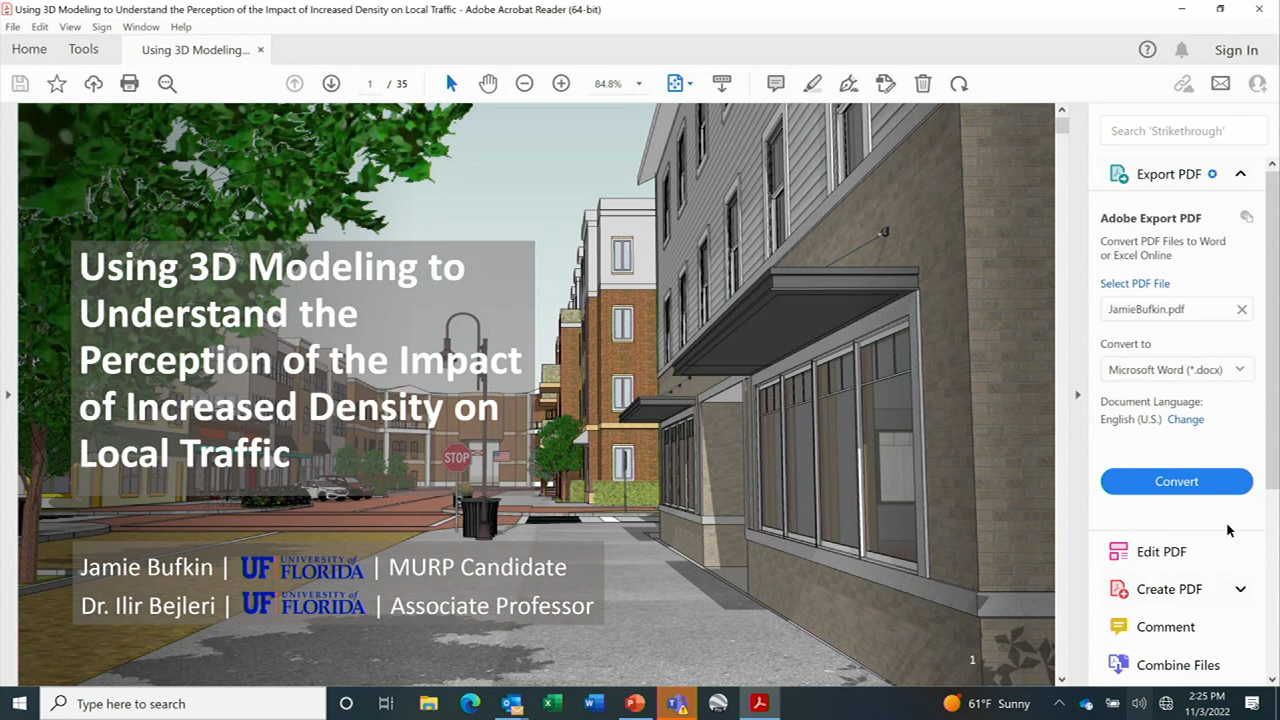 Using 3D Modeling to Understand the Perception of the Impact of Increased Density on Local Traffic - Adobe Acrobat Reader (64-bit)
File Edit View Sign Window Help
Home Tools Using 3D Modeling... × Sign In
1 / 35 84.8%
Search 'Strikethrough'
Export PDF
Adobe Export PDF
Convert PDF Files to Word
or Excel Online
Select PDF File
JamieBufkin.pdf
Convert to
Microsoft Word (*.docx)
Document Language:
English (U.S.) Change
Convert
Edit PDF
Create PDF
Comment
Combine Files
Using 3D Modeling to
Understand the
Perception of the Impact
of Increased Density on
Local Traffic
STOP
Jamie Bufkin | UF UNIVERSITY of FLORIDA | MURP Candidate
Dr. Ilir Bejleri | UF UNIVERSITY of FLORIDA | Associate Professor
1
Type here to search
61°F Sunny
2:25 PM
11/3/2022